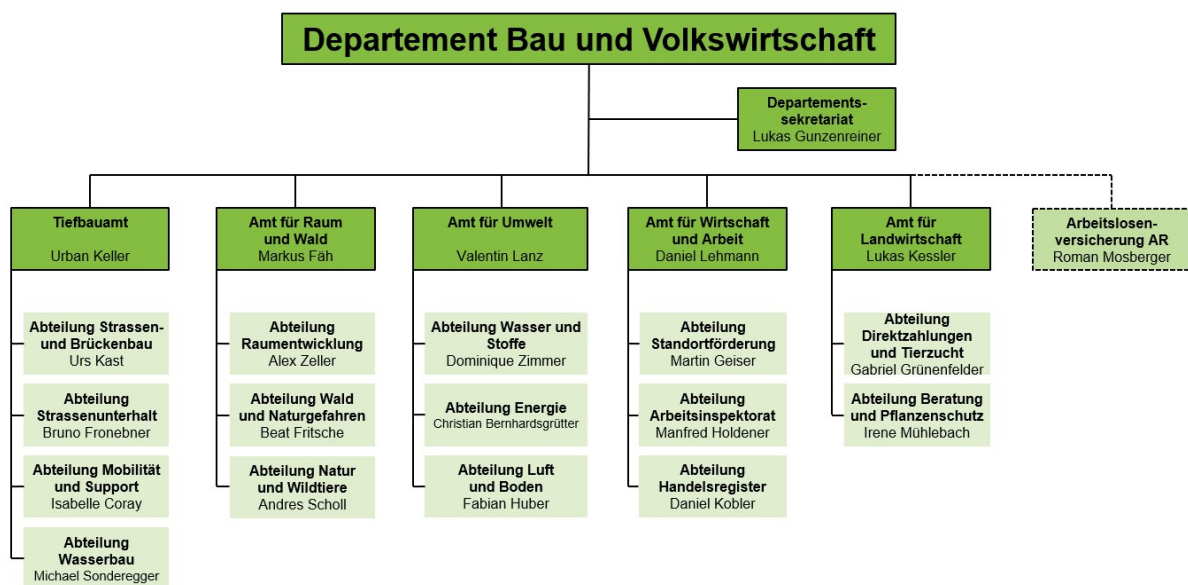 Departement Bau und Volkswirtschaft
Departements-
sekretariat
Lukas Gunzenreiner
Tiefbauamt
Urban Keller
Abteilung Strassen-
und Brückenbau
Urs Kast
Abteilung
Strassenunterhalt
Bruno Fronebner
Abteilung Mobilität
und Support
Isabelle Coray
Abteilung
Wasserbau
Michael Sonderegger
Amt für Raum
und Wald
Markus Fäh
Abteilung
Raumentwicklung
Alex Zeller
Abteilung Wald
und Naturgefahren
Beat Fritsche
Abteilung Natur
und Wildtiere
Andres Scholl
Amt für Umwelt
Valentin Lanz
Abteilung Wasser und
Stoffe
Dominique Zimmer
Abteilung Energie
Christian Bernhardsgrütter
Abteilung Luft
und Boden
Fabian Huber
Amt für Wirtschaft
und Arbeit
Daniel Lehmann
Abteilung
Standortförderung
Martin Geiser
Abteilung
Arbeitsinspektorat
Manfred Holdener
Abteilung
Handelsregister
Daniel Kobler
Amt für
Landwirtschaft
Lukas Kessler
Abteilung
Direktzahlungen
und Tierzucht
Gabriel Grünenfelder
Abteilung Beratung
und Pflanzenschutz
Irene Mühlebach
Arbeitslosen-
versicherung AR
Roman Mosberger